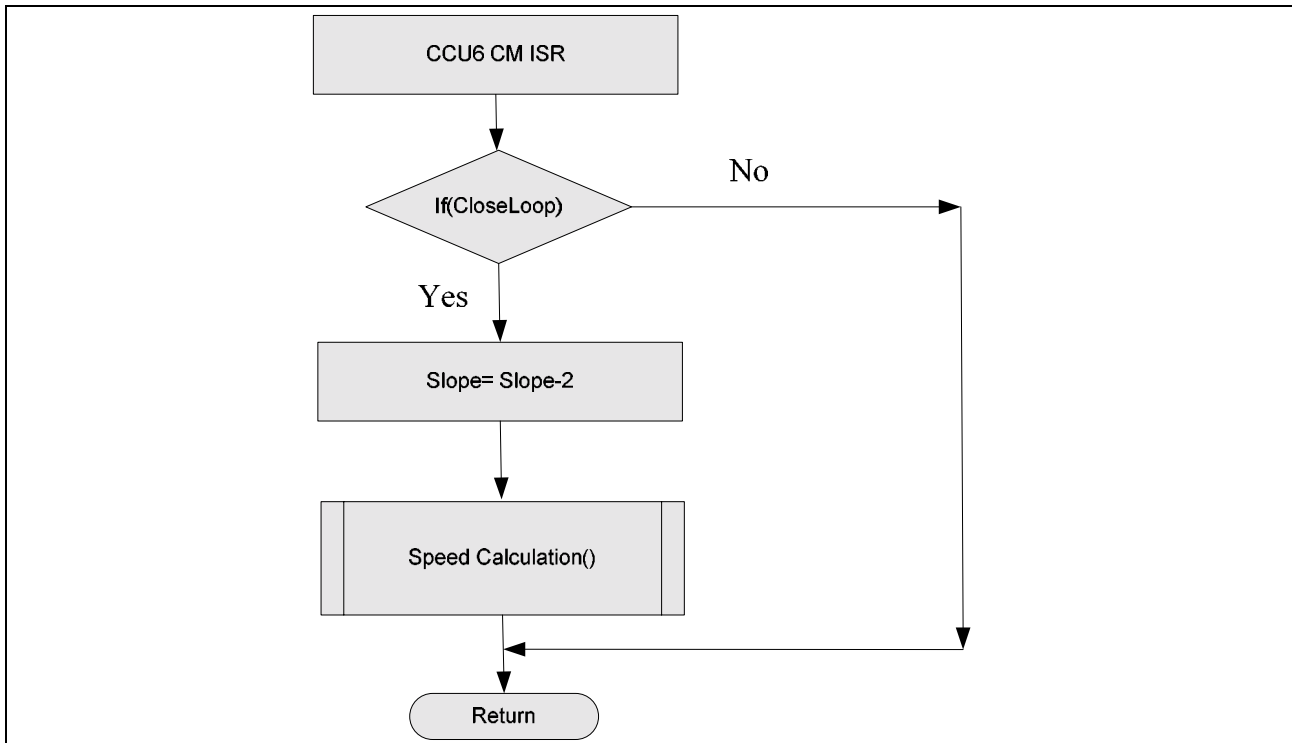 CCU6 CM ISR
No
If(CloseLoop)
Yes
Slope= Slope-2
Speed Calculation()
Return